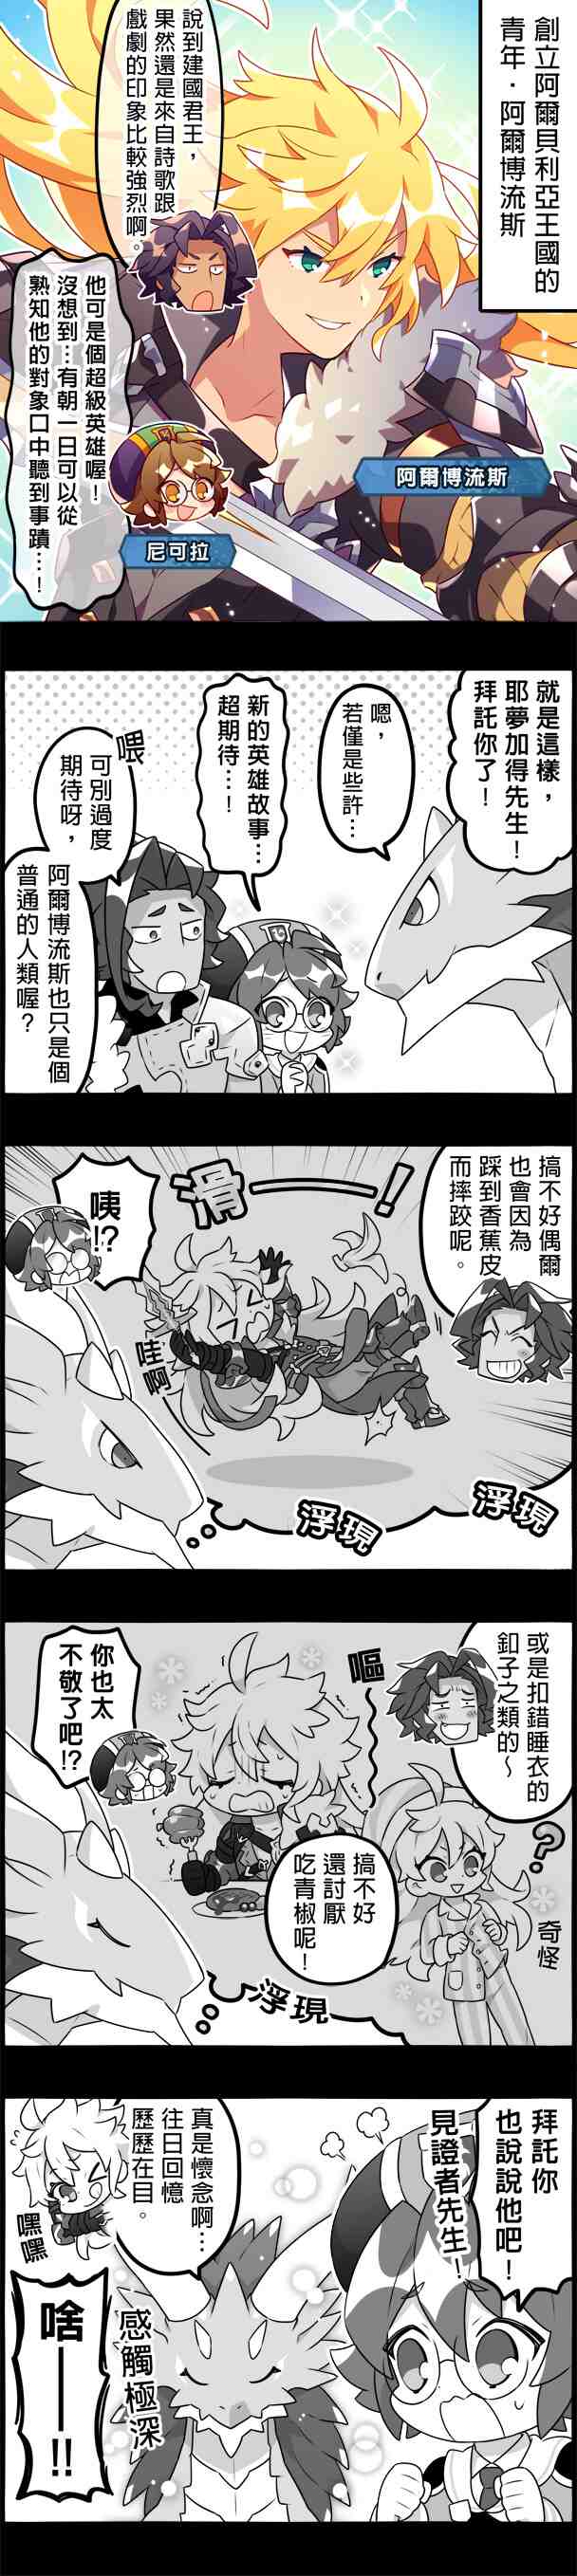 創立阿爾貝利亞王國的
青年．阿爾博流斯
說到建國君王，
果然還是來自詩歌跟
戲劇的印象比較強烈啊。
他可是個超級英雄喔！
沒想到…有朝一日可以從
熟知他的對象口中聽到事蹟…！
阿爾博流斯
尼可拉
就是這樣，
耶夢加得先生！
拜託你了！
嗯，
若僅是些許…
新的英雄故事…
超期待…！
喂
可別過度
期待呀，
阿爾博流斯也只是個
普通的人類喔？
搞不好偶爾
也會因為
踩到香蕉皮
而摔跤呢。
滑——！
咦!?
哇啊
浮現
浮現
或是扣錯睡衣的
釦子之類的～
嘔
你也太
不敬了吧!?
？
奇怪
搞不好
還討厭
吃青椒呢！
浮現
拜託你
也說說他吧！
見證者先生！
真是懷念啊…
往日回憶
歷歷在目。
嘿嘿
感觸極深
啥——!!